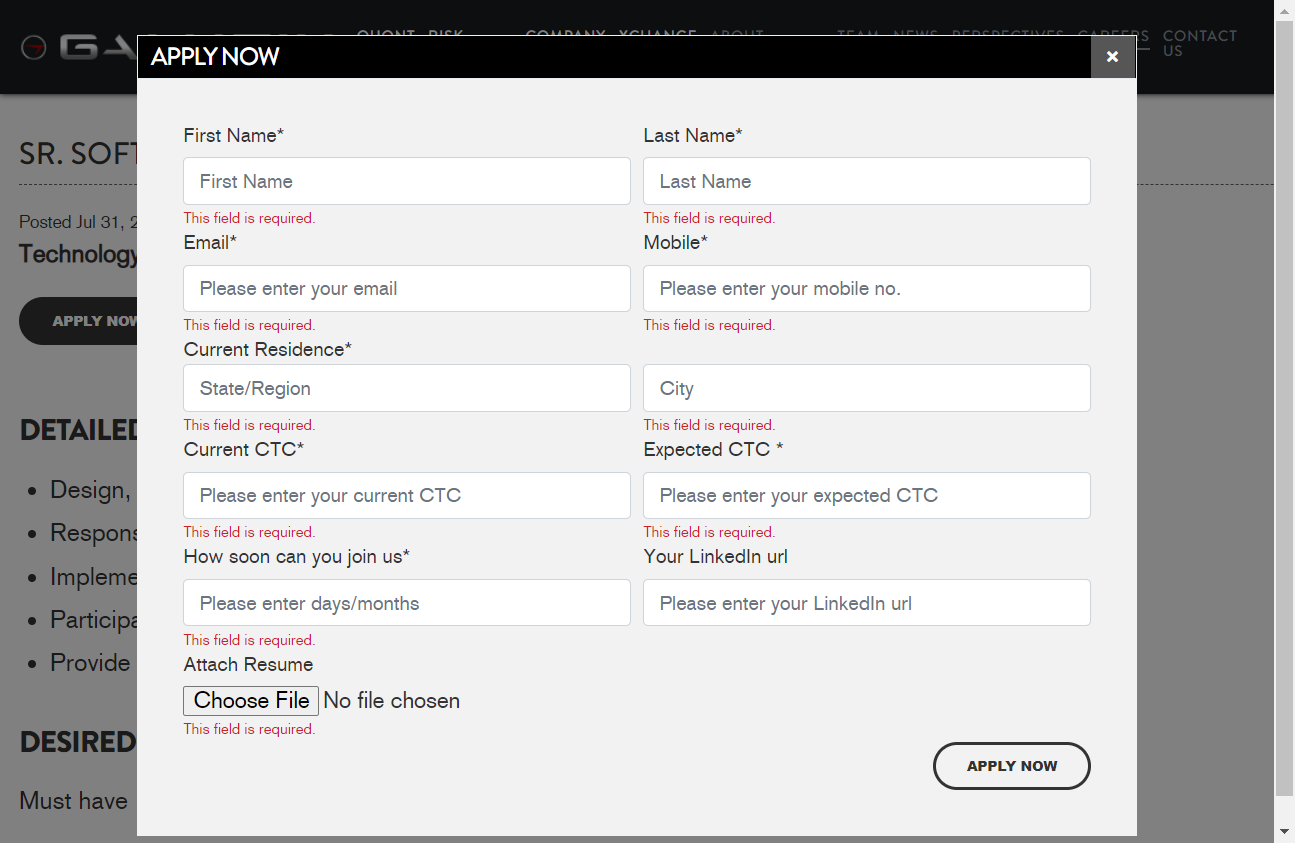 QUONT RISK COMPANY XCHANGE ABOUT TEAM NEWS PERSPECTIVES CAREERS CONTACT US
APPLY NOW
×
SR. SOFT
Posted Jul 31, 2
Technology
APPLY NOW
DETAILED
Design,
Respons
Impleme
Participa
Provide
DESIRED
Must have
First Name* Last Name*
First Name Last Name
This field is required. This field is required.
Email* Mobile*
Please enter your email Please enter your mobile no.
This field is required. This field is required.
Current Residence*
State/Region City
This field is required. This field is required.
Current CTC* Expected CTC *
Please enter your current CTC Please enter your expected CTC
This field is required. This field is required.
How soon can you join us* Your LinkedIn url
Please enter days/months Please enter your LinkedIn url
This field is required.
Attach Resume
Choose File No file chosen
This field is required.
APPLY NOW